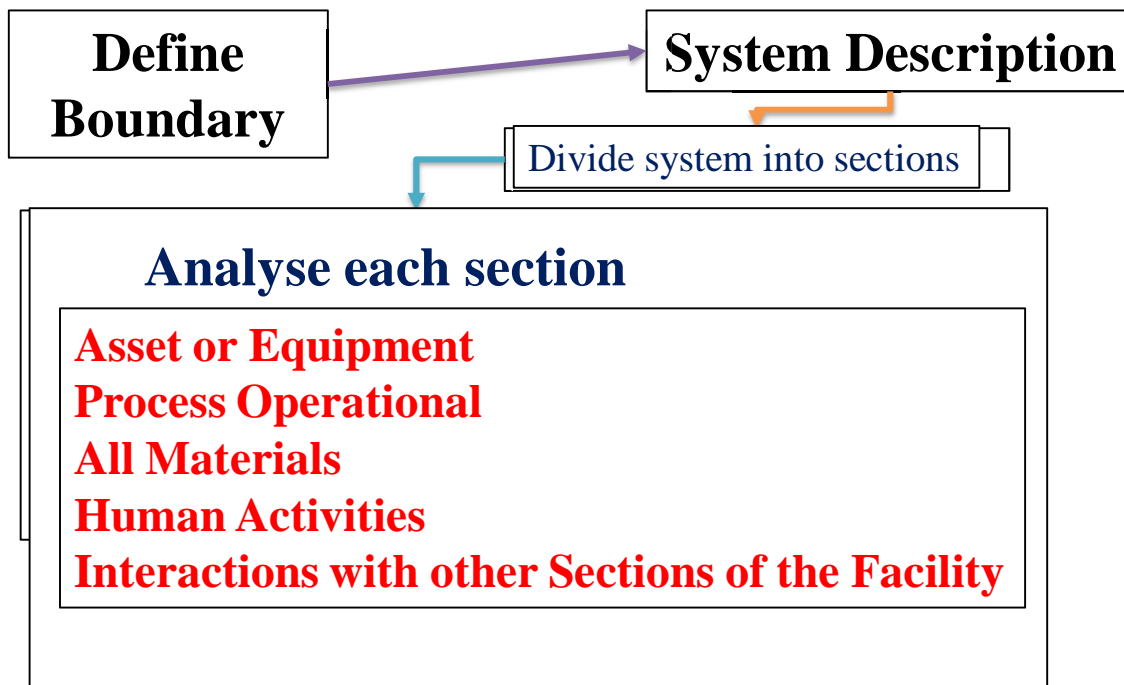 Define
Boundary
System Description
Divide system into sections
Analyse each section
Asset or Equipment
Process Operational
All Materials
Human Activities
Interactions with other Sections of the Facility